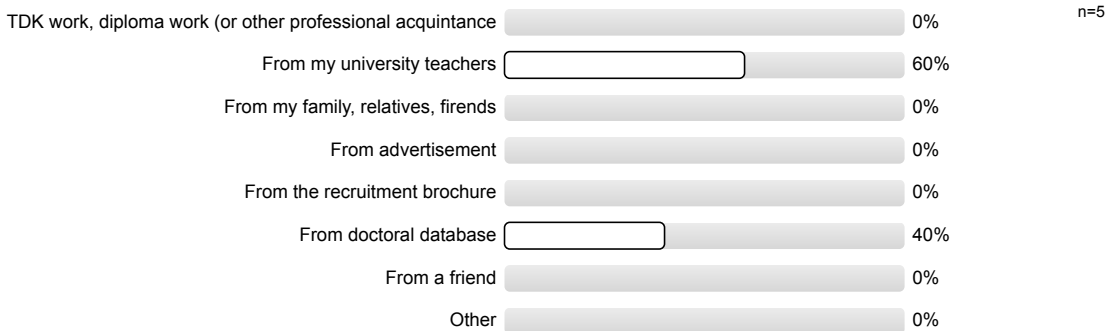 TDK work, diploma work (or other professional acquintance 0% n=5
From my university teachers 60%
From my family, relatives, firends 0%
From advertisement 0%
From the recruitment brochure 0%
From doctoral database 40%
From a friend 0%
Other 0%